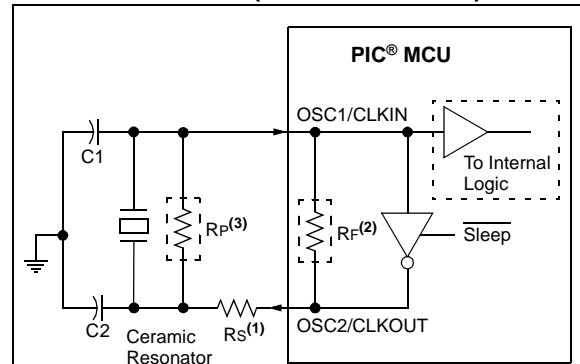 PIC® MCU
OSC1/CLKIN
C1
To Internal
Logic
RP(3)
RF(2)
Sleep
C2
Ceramic
Resonator
RS(1)
OSC2/CLKOUT